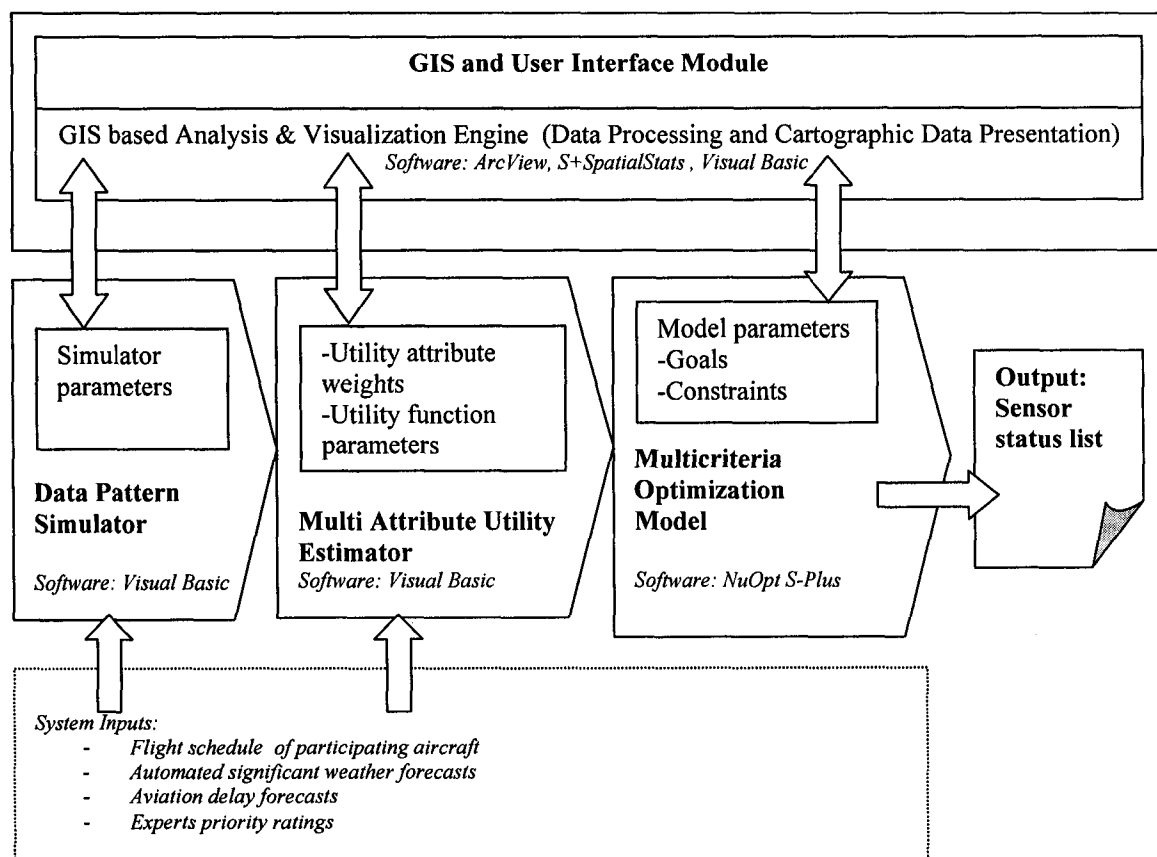 GIS and User Interface Module
GIS based Analysis & Visualization Engine (Data Processing and Cartographic Data Presentation)
Software: ArcView, S+SpatialStats , Visual Basic
Simulator
parameters
Data Pattern
Simulator
Software: Visual Basic
-Utility attribute
weights
-Utility function
parameters
Multi Attribute Utility
Estimator
Software: Visual Basic
Model parameters
-Goals
-Constraints
Multicriteria
Optimization
Model
Software: NuOpt S-Plus
Output:
Sensor
status list
System Inputs:
- Flight schedule of participating aircraft
- Automated significant weather forecasts
- Aviation delay forecasts
- Experts priority ratings